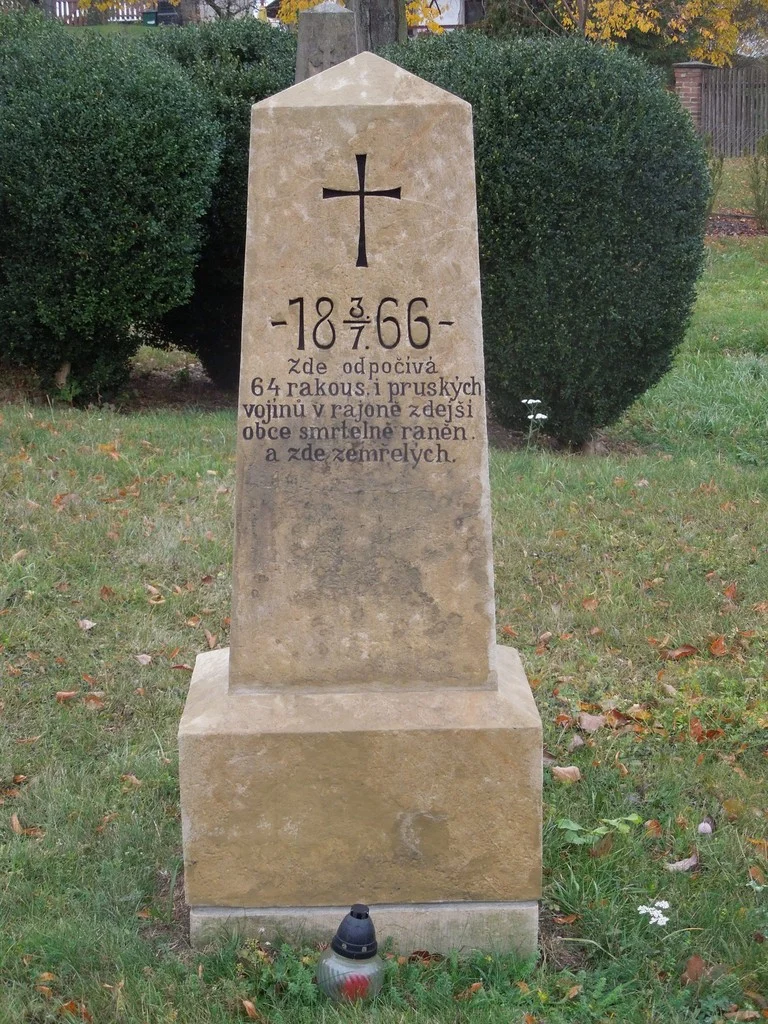 -18 3./7. 66-
Zde odpočívá
64 rakous. i pruských
vojínů v rajoně zdejší
obce smrtelně raněn.
a zde zemřelých.